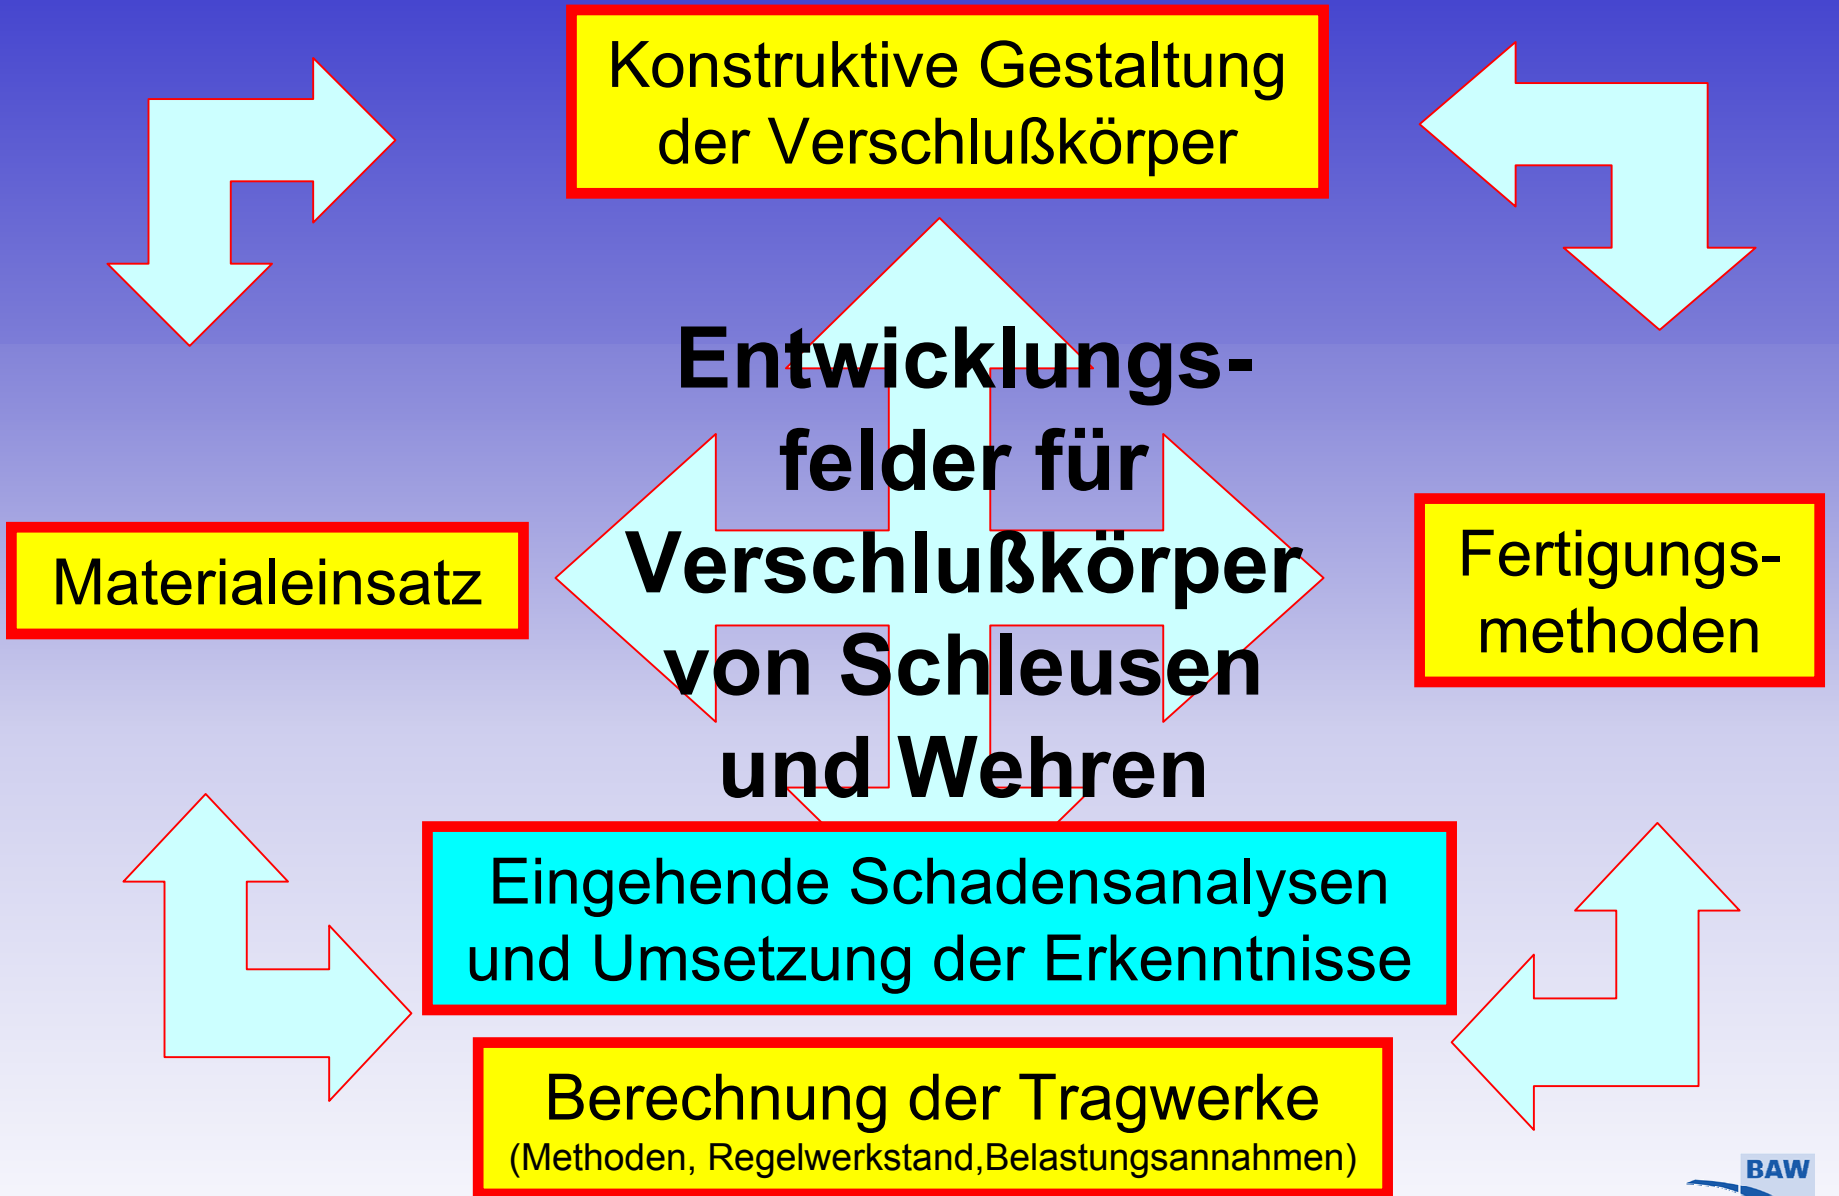 Konstruktive Gestaltung
der Verschlußkörper
Entwicklungs-
felder für
Verschlußkörper
von Schleusen
und Wehren
Materialeinsatz
Fertigungs-
methoden
Eingehende Schadensanalysen
und Umsetzung der Erkenntnisse
Berechnung der Tragwerke
(Methoden, Regelwerkstand,Belastungsannahmen)
BAW